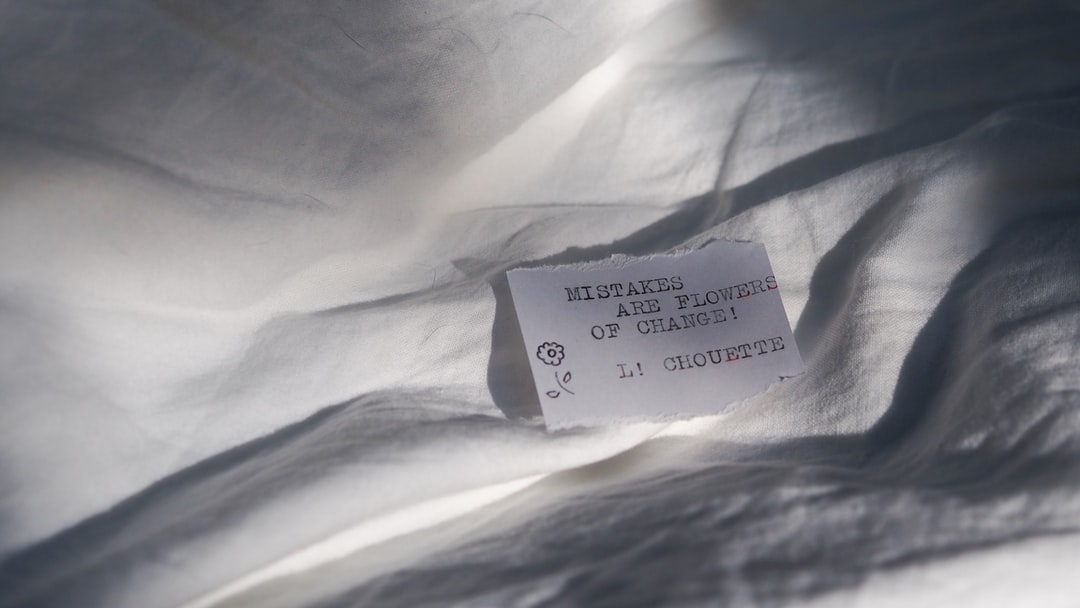 MISTAKES
ARE FLOWERS
OF CHANGE!
L! CHOUETTE